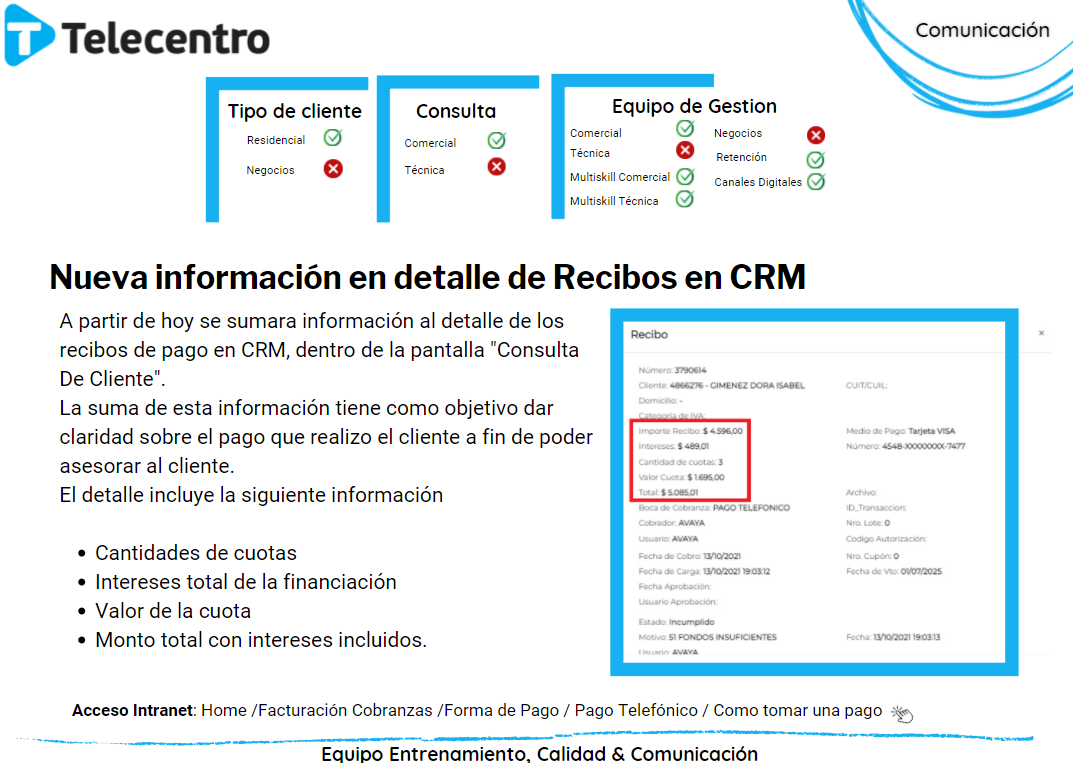 Telecentro
Comunicación
Tipo de cliente
Residencial
Negocios
Consulta
Comercial
Técnica
Equipo de Gestion
Comercial
Técnica
Multiskill Comercial
Multiskill Técnica
Negocios
Retención
Canales Digitales
Nueva información en detalle de Recibos en CRM
A partir de hoy se sumara información al detalle de los
recibos de pago en CRM, dentro de la pantalla "Consulta
De Cliente".
La suma de esta información tiene como objetivo dar
claridad sobre el pago que realizo el cliente a fin de poder
asesorar al cliente.
El detalle incluye la siguiente información
• Cantidades de cuotas
• Intereses total de la financiación
• Valor de la cuota
• Monto total con intereses incluidos.
Recibo ×
Número: 3790614
Cliente: 4866276 - GIMENEZ DORA ISABEL CUIT/CUIL:
Domicilio: -
Categoría de IVA:
Importe Recibo: $ 4.596,00 Medio de Pago: Tarjeta VISA
Intereses: $ 489,01 Número: 4548-XXXXXXXX-7477
Cantidad de cuotas: 3
Valor Cuota: $ 1.695,00
Total: $ 5.085,01 Archivo:
Boca de Cobranza: PAGO TELEFONICO ID_Transaccion:
Cobrador: AVAYA Nro. Lote: 0
Usuario: AVAYA Codigo Autorización:
Fecha de Cobro: 13/10/2021 Nro. Cupón: 0
Fecha de Carga: 13/10/2021 19:03:12 Fecha de Vto: 01/07/2025
Fecha Aprobación:
Usuario Aprobación:
Estado: Incumplido
Motivo: 51 FONDOS INSUFICIENTES Fecha: 13/10/2021 19:03:13
Usuario: AVAYA
Acceso Intranet: Home /Facturación Cobranzas /Forma de Pago / Pago Telefónico / Como tomar una pago
Equipo Entrenamiento, Calidad & Comunicación